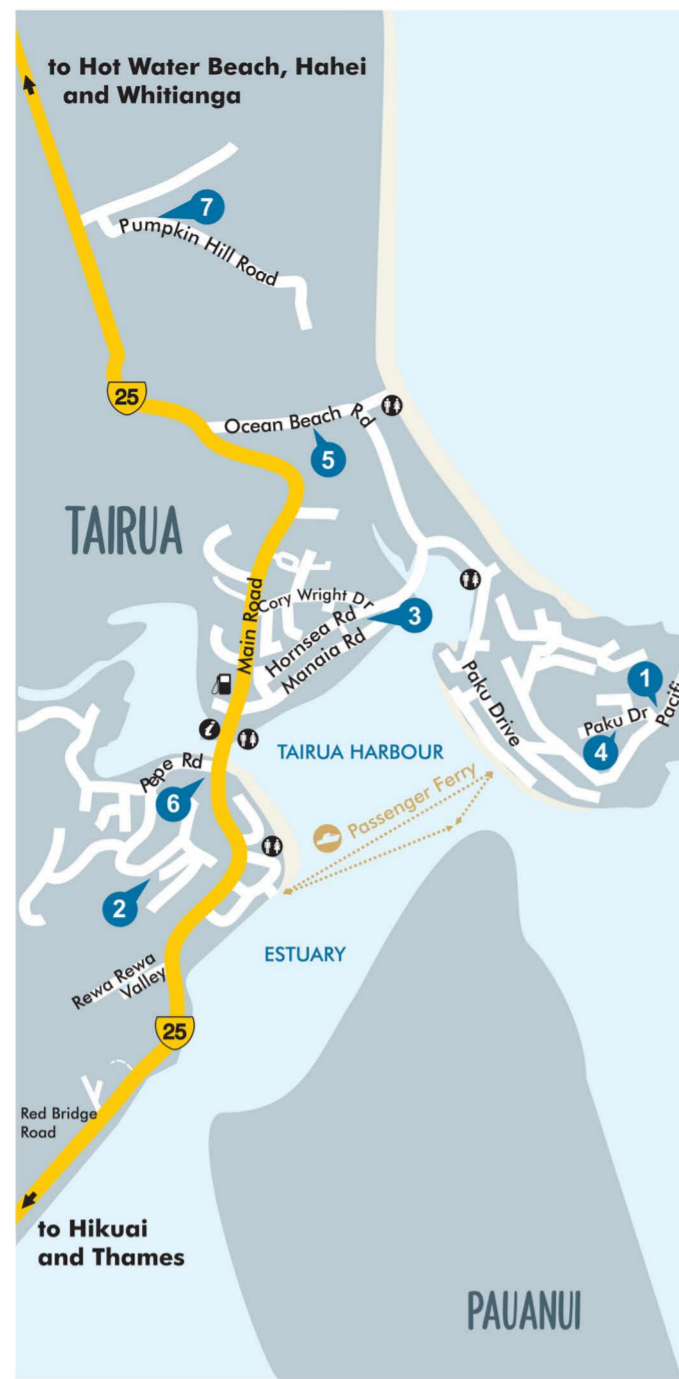 to Hot Water Beach, Hahei
and Whitianga
7
Pumpkin Hill Road
25
Ocean Beach Rd
5
TAIRUA
Main Road
Cory Wright Dr
Hornsea Rd
3
Manaia Rd
1
Paku Drive
Paku Dr
Pacifi
4
TAIRUA HARBOUR
Pepe Rd
6
Passenger Ferry
2
ESTUARY
Rewa Rewa
Valley
25
Red Bridge
Road
to Hikuai
and Thames
PAUANUI